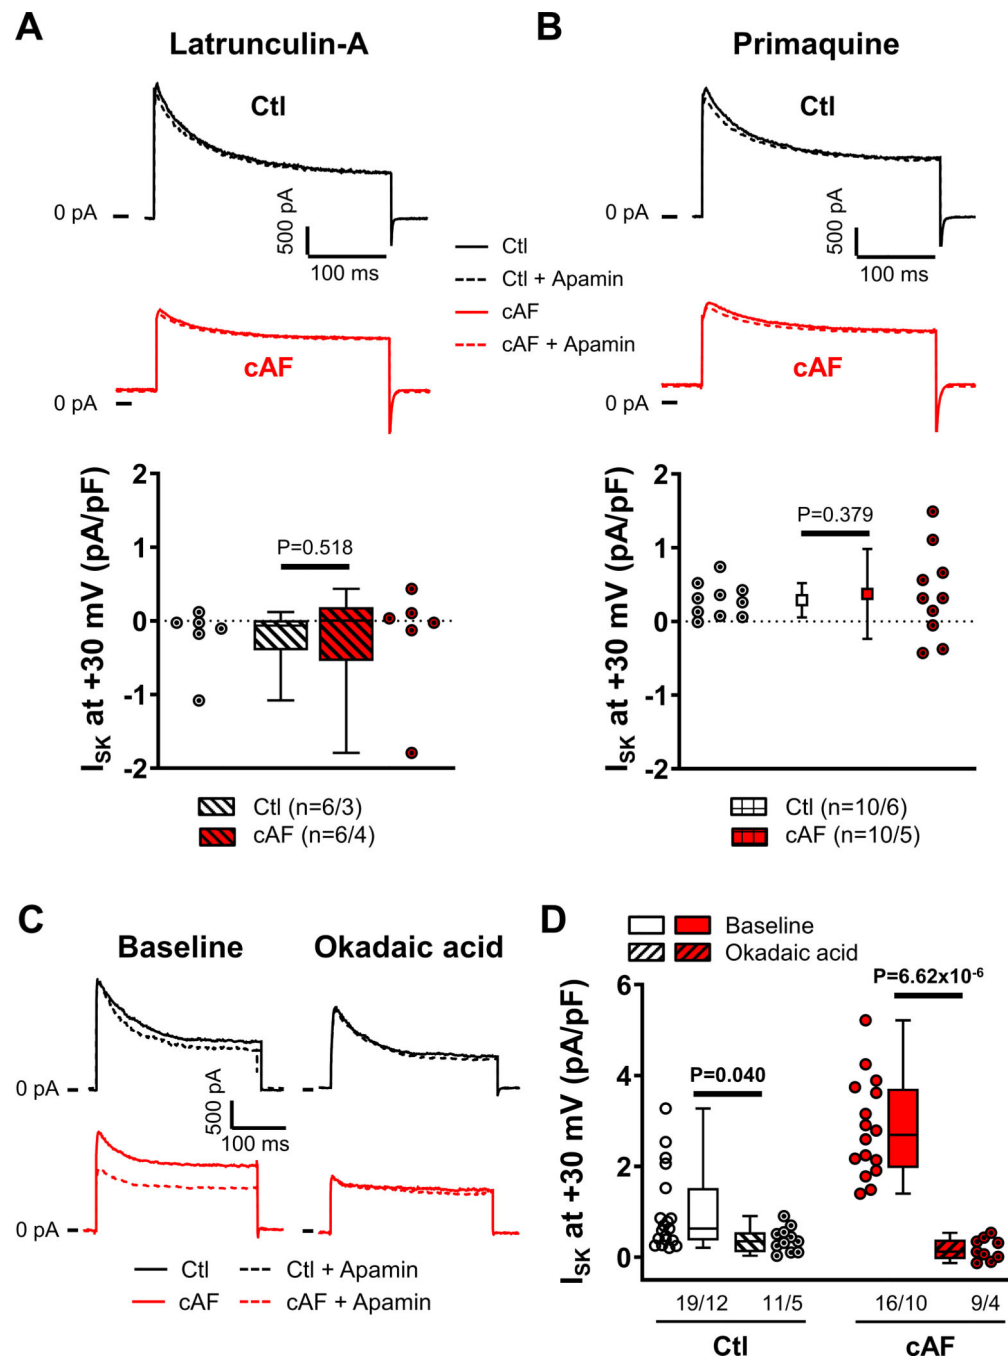 A
Latrunculin-A
Ctl
0 pA
500 pA
100 ms
cAF
0 pA
Ctl
Ctl + Apamin
cAF
cAF + Apamin
I_SK at +30 mV (pA/pF)
2
1
0
-1
-2
P=0.518
Ctl (n=6/3)
cAF (n=6/4)
B
Primaquine
Ctl
0 pA
500 pA
100 ms
cAF
0 pA
I_SK at +30 mV (pA/pF)
2
1
0
-1
-2
P=0.379
Ctl (n=10/6)
cAF (n=10/5)
C
Baseline
Okadaic acid
0 pA
500 pA
100 ms
0 pA
Ctl
Ctl + Apamin
cAF
cAF + Apamin
D
Baseline
Okadaic acid
I_SK at +30 mV (pA/pF)
6
4
2
0
P=0.040
P=6.62x10⁻⁶
19/12
11/5
16/10
9/4
Ctl
cAF